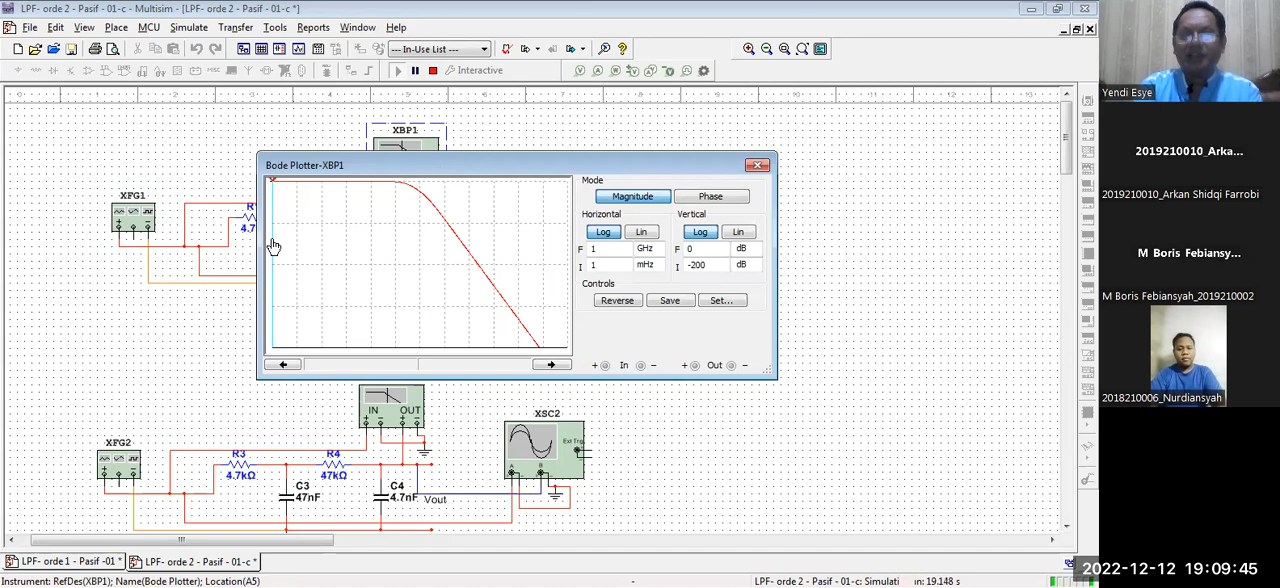 LPF- orde 2 - Pasif - 01-c - Multisim - [LPF- orde 2 - Pasif - 01-c *]
File Edit View Place MCU Simulate Transfer Tools Reports Window Help
--- In-Use List ---
Interactive
XBP1
Bode Plotter-XBP1
Mode
Magnitude Phase
Horizontal Vertical
Log Lin Log Lin
F 1 GHz F 0 dB
I 1 mHz I -200 dB
Controls
Reverse Save Set...
+ In - + Out -
XFG1
4.7
IN OUT
XFG2
XSC2
Ext Trg
A B
R3 R4
4.7kΩ 47kΩ
C3 C4
47nF 4.7nF
Vout
LPF- orde 1 - Pasif -01 * LPF- orde 2 - Pasif - 01-c *
Instrument: RefDes(XBP1); Name(Bode Plotter); Location(A5) - LPF- orde 2 - Pasif - 01-c: Simulati
19.148 s
Yendi Esye
2019210010_Arka...
2019210010_Arkan Shidqi Farrobi
M Boris Febiansy...
M Boris Febiansyah_2019210002
2018210006_Nurdiansyah
2022-12-12 19:09:45